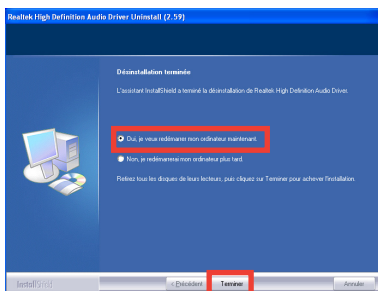 Realtek High Definition Audio Driver Uninstall (2.59)
Désinstallation terminée
L'assistant InstallShield a terminé la désinstallation de Realtek High Definition Audio Driver.
Oui, je veux redémarrer mon ordinateur maintenant.
Non, je redémarrerai mon ordinateur plus tard.
Retirez tous les disques de leurs lecteurs, puis cliquez sur Terminer pour achever l'installation.
InstallShield
< Précédent
Terminer
Annuler